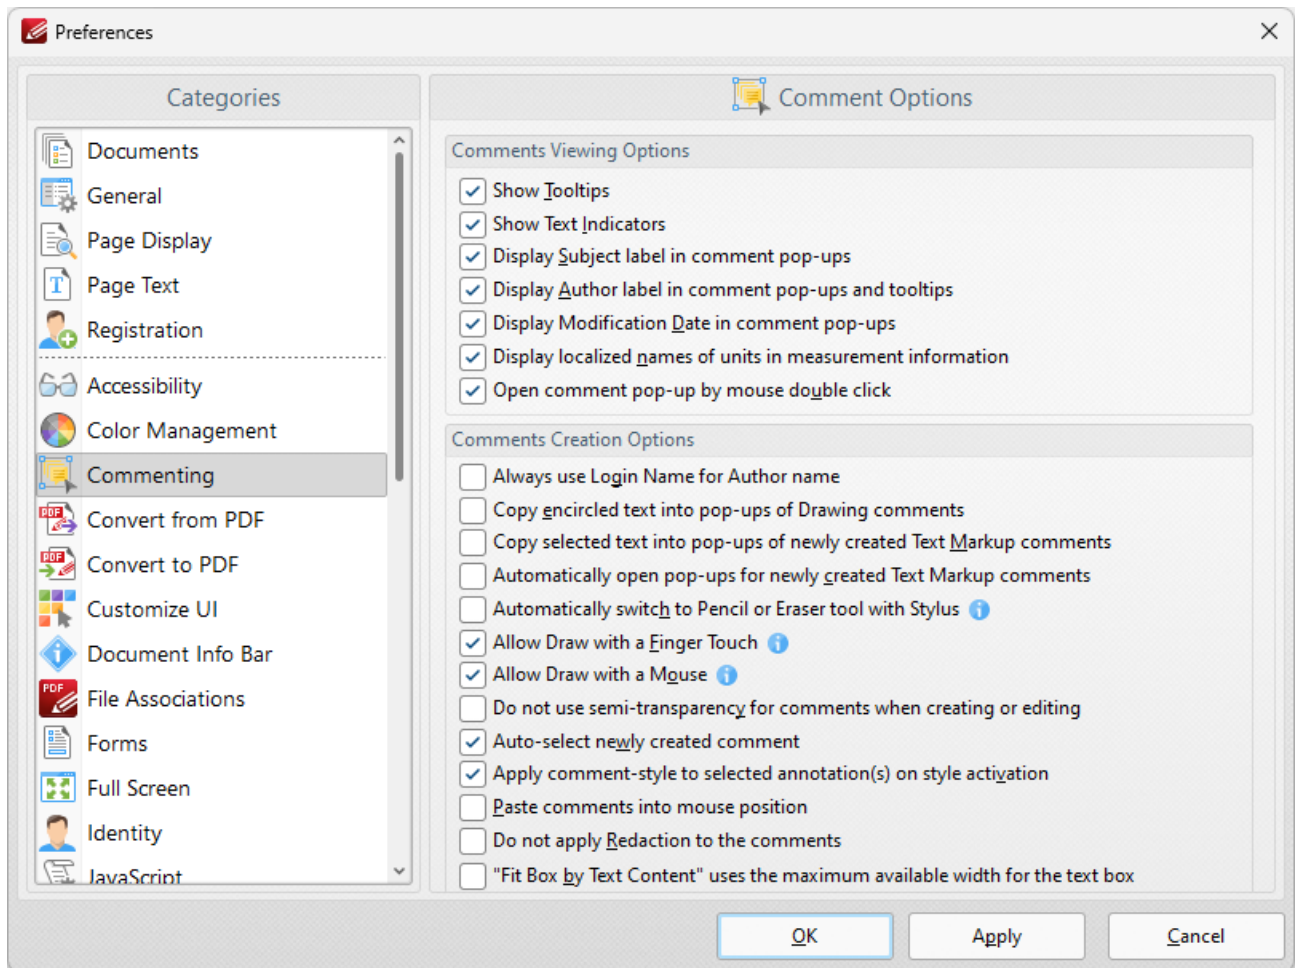 Preferences
Categories
Documents
General
Page Display
Page Text
Registration
Accessibility
Color Management
Commenting
Convert from PDF
Convert to PDF
Customize UI
Document Info Bar
File Associations
Forms
Full Screen
Identity
JavaScript
Comment Options
Comments Viewing Options
Show Tooltips
Show Text Indicators
Display Subject label in comment pop-ups
Display Author label in comment pop-ups and tooltips
Display Modification Date in comment pop-ups
Display localized names of units in measurement information
Open comment pop-up by mouse double click
Comments Creation Options
Always use Login Name for Author name
Copy encircled text into pop-ups of Drawing comments
Copy selected text into pop-ups of newly created Text Markup comments
Automatically open pop-ups for newly created Text Markup comments
Automatically switch to Pencil or Eraser tool with Stylus
Allow Draw with a Finger Touch
Allow Draw with a Mouse
Do not use semi-transparency for comments when creating or editing
Auto-select newly created comment
Apply comment-style to selected annotation(s) on style activation
Paste comments into mouse position
Do not apply Redaction to the comments
"Fit Box by Text Content" uses the maximum available width for the text box
OK
Apply
Cancel